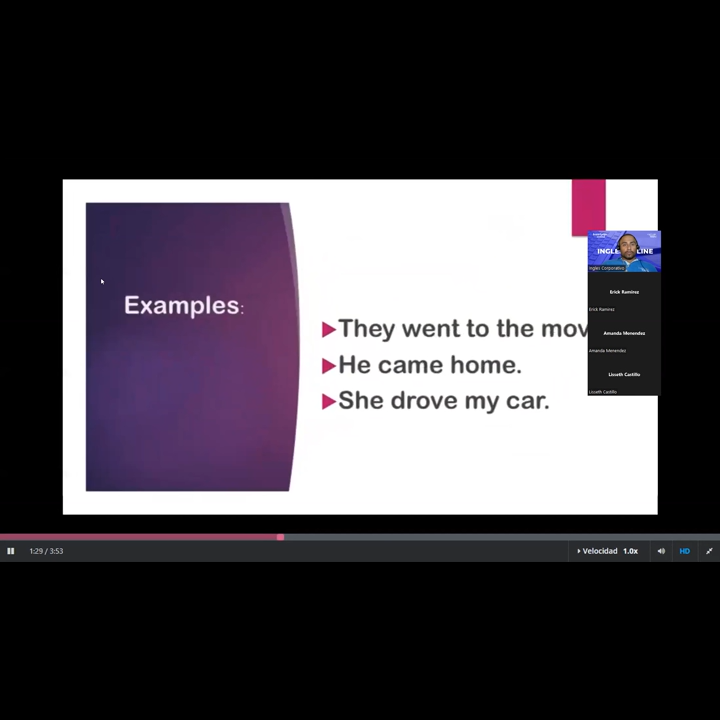 Examples:
They went to the mov
He came home.
She drove my car.
INGL LINE
Ingles Corporativo
Erick Ramirez
Erick Ramirez
Amanda Menendez
Amanda Menendez
Lisseth Castillo
Lisseth Castillo
1:29 / 3:53
Velocidad 1.0x
HD